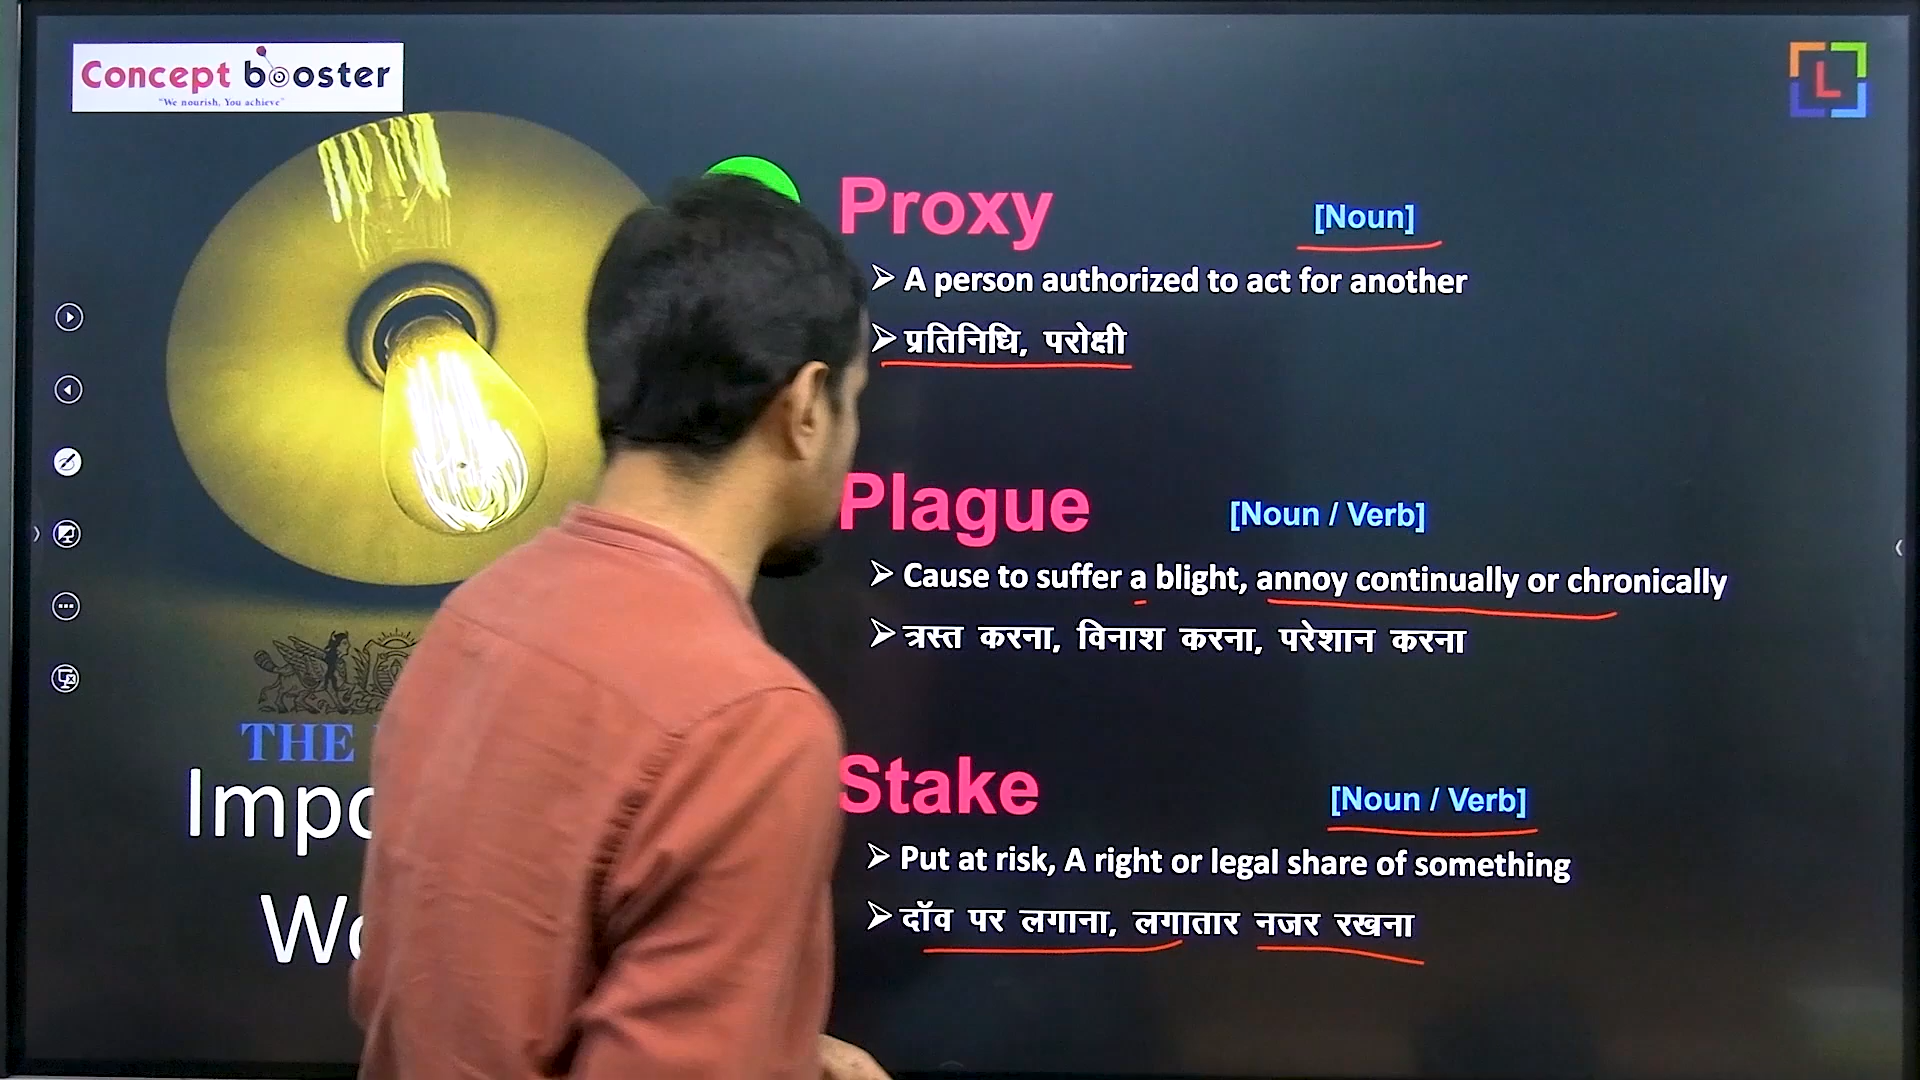 Concept booster
"We nourish, You achieve"
L
Proxy [Noun]
A person authorized to act for another
प्रतिनिधि, परोक्षी
Plague [Noun / Verb]
Cause to suffer a blight, annoy continually or chronically
त्रस्त करना, विनाश करना, परेशान करना
Stake [Noun / Verb]
Put at risk, A right or legal share of something
दॉव पर लगाना, लगातार नजर रखना
THE